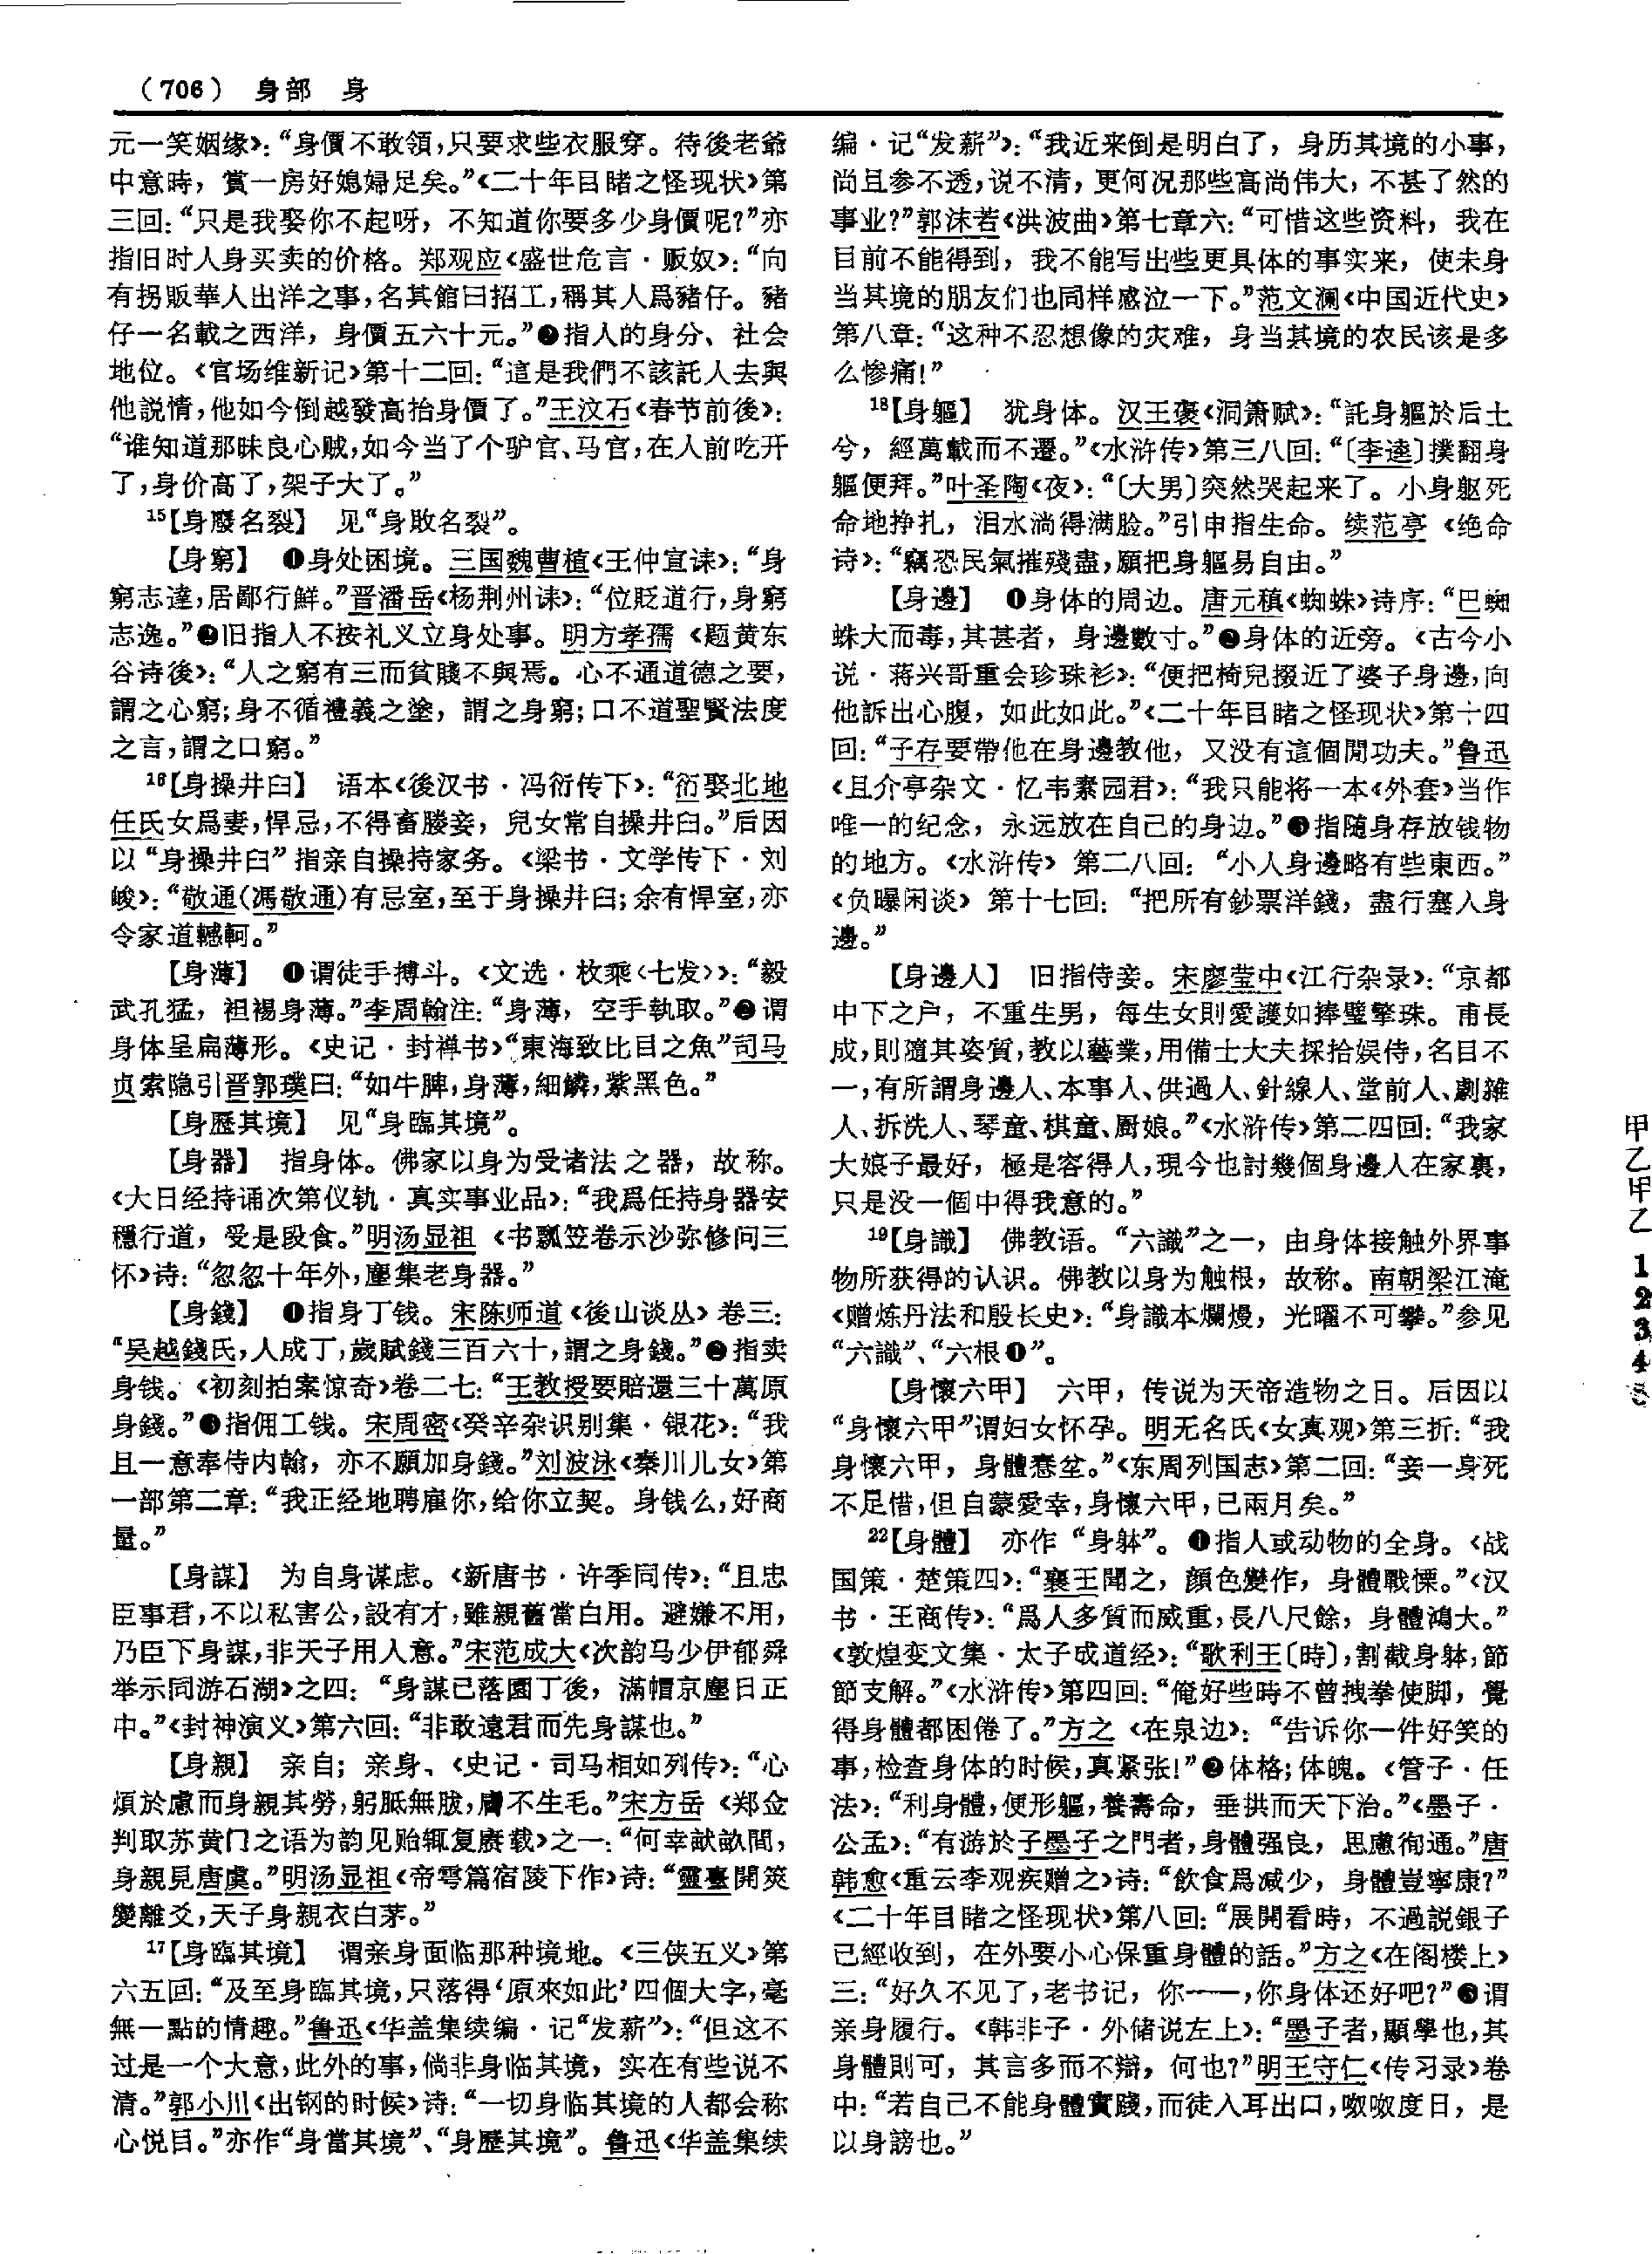 （706） 身部 身
元一笑姻缘》：“身價不敢領，只要求些衣服穿。待後老爺
中意時，賞一房好媳婦足矣。”《二十年目睹之怪现状》第
三回：“只是我娶你不起呀，不知道你要多少身價呢？”亦
指旧时人身买卖的价格。郑观应《盛世危言·贩奴》：“向
有拐販華人出洋之事，名其館曰招工，稱其人爲豬仔。豬
仔一名載之西洋，身價五六十元。”❷指人的身分、社会
地位。《官场维新记》第十二回：“這是我們不該託人去與
他説情，他如今倒越發高抬身價了。”王汶石《春节前後》：
“谁知道那昧良心贼，如今当了个驴官、马官，在人前吃开
了，身价高了，架子大了。”
15【身廢名裂】 见“身敗名裂”。
【身窮】 ❶身处困境。三国魏曹植《王仲宣诔》：“身
窮志達，居鄙行鮮。”晋潘岳《杨荆州诔》：“位貶道行，身窮
志逸。”❷旧指人不按礼义立身处事。明方孝孺《题黄东
谷诗後》：“人之窮有三而貧賤不與焉。心不通道德之要，
謂之心窮；身不循禮義之塗，謂之身窮；口不道聖賢法度
之言，謂之口窮。”
16【身操井臼】 语本《後汉书·冯衍传下》：“衍娶北地
任氏女爲妻，悍忌，不得畜媵妾，兒女常自操井臼。”后因
以“身操井臼”指亲自操持家务。《梁书·文学传下·刘
峻》：“敬通（馮敬通）有忌室，至于身操井臼；余有悍室，亦
令家道轗軻。”
【身薄】 ❶谓徒手搏斗。《文选·枚乘〈七发〉》：“毅
武孔猛，袒裼身薄。”李周翰注：“身薄，空手執取。”❷谓
身体呈扁薄形。《史记·封禅书》“東海致比目之魚”司马
贞索隐引晋郭璞曰：“如牛脾，身薄，細鱗，紫黑色。”
【身歷其境】 见“身臨其境”。
【身器】 指身体。佛家以身为受诸法之器，故称。
《大日经持诵次第仪轨·真实事业品》：“我爲任持身器安
穩行道，受是段食。”明汤显祖《书瓢笠卷示沙弥修问三
怀》诗：“忽忽十年外，塵集老身器。”
【身錢】 ❶指身丁钱。宋陈师道《後山谈丛》卷三：
“吴越錢氏，人成丁，歲賦錢三百六十，謂之身錢。”❷指卖
身钱。《初刻拍案惊奇》卷二七：“王教授要賠還三十萬原
身錢。”❸指佣工钱。宋周密《癸辛杂识别集·银花》：“我
且一意奉侍内翰，亦不願加身錢。”刘波泳《秦川儿女》第
一部第二章：“我正经地聘雇你，给你立契。身钱么，好商
量。”
【身謀】 为自身谋虑。《新唐书·许季同传》：“且忠
臣事君，不以私害公，設有才，雖親舊當白用。避嫌不用，
乃臣下身謀，非天子用人意。”宋范成大《次韵马少伊郁舜
举示同游石湖》之四：“身謀已落園丁後，滿帽京塵日正
中。”《封神演义》第六回：“非敢遠君而先身謀也。”
【身親】 亲自；亲身、《史记·司马相如列传》：“心
煩於慮而身親其勞，躬胝無胈，膚不生毛。”宋方岳《郑佥
判取苏黄门之语为韵见贻辄复赓载》之一：“何幸畎畝間，
身親見唐虞。”明汤显祖《帝雩篇宿陵下作》诗：“靈臺開筴
變離爻，天子身親衣白茅。”
17【身臨其境】 谓亲身面临那种境地。《三侠五义》第
六五回：“及至身臨其境，只落得‘原來如此’四個大字，毫
無一點的情趣。”鲁迅《华盖集续编·记“发薪”》：“但这不
过是一个大意，此外的事，倘非身临其境，实在有些说不
清。”郭小川《出钢的时候》诗：“一切身临其境的人都会称
心悦目。”亦作“身當其境”、“身歷其境”。鲁迅《华盖集续
编·记“发薪”》：“我近来倒是明白了，身历其境的小事，
尚且参不透，说不清，更何况那些高尚伟大，不甚了然的
事业？”郭沫若《洪波曲》第七章六：“可惜这些资料，我在
目前不能得到，我不能写出些更具体的事实来，使未身
当其境的朋友们也同样感泣一下。”范文澜《中国近代史》
第八章：“这种不忍想像的灾难，身当其境的农民该是多
么惨痛！”
18【身軀】 犹身体。汉王褒《洞箫赋》：“託身軀於后土
兮，經萬載而不遷。”《水浒传》第三八回：“〔李逵〕撲翻身
軀便拜。”叶圣陶《夜》：“〔大男〕突然哭起来了。小身躯死
命地挣扎，泪水淌得满脸。”引申指生命。续范亭《绝命
诗》：“竊恐民氣摧殘盡，願把身軀易自由。”
【身邊】 ❶身体的周边。唐元稹《蜘蛛》诗序：“巴蜘
蛛大而毒，其甚者，身邊數寸。”❷身体的近旁。《古今小
说·蒋兴哥重会珍珠衫》：“便把椅兒掇近了婆子身邊，向
他訴出心腹，如此如此。”《二十年目睹之怪现状》第十四
回：“子存要帶他在身邊教他，又没有這個閒功夫。”鲁迅
《且介亭杂文·忆韦素园君》：“我只能将一本《外套》当作
唯一的纪念，永远放在自己的身边。”❸指随身存放钱物
的地方。《水浒传》第二八回：“小人身邊略有些東西。”
《负曝闲谈》第十七回：“把所有鈔票洋錢，盡行塞入身
邊。”
【身邊人】 旧指侍妾。宋廖莹中《江行杂录》：“京都
中下之户，不重生男，每生女則愛護如捧璧擎珠。甫長
成，則隨其姿質，教以藝業，用備士大夫採拾娱侍，名目不
一，有所謂身邊人、本事人、供過人、針線人、堂前人、劇雜
人、拆洗人、琴童、棋童、厨娘。”《水浒传》第二四回：“我家
大娘子最好，極是容得人，現今也討幾個身邊人在家裏，
只是没一個中得我意的。”
19【身識】 佛教语。“六識”之一，由身体接触外界事
物所获得的认识。佛教以身为触根，故称。南朝梁江淹
《赠炼丹法和殷长史》：“身識本爛熳，光曜不可攀。”参见
“六識”、“六根❶”。
【身懷六甲】 六甲，传说为天帝造物之日。后因以
“身懷六甲”谓妇女怀孕。明无名氏《女真观》第三折：“我
身懷六甲，身體惷坌。”《东周列国志》第二回：“妾一身死
不足惜，但自蒙愛幸，身懷六甲，已兩月矣。”
22【身體】 亦作“身躰”。❶指人或动物的全身。《战
国策·楚策四》：“襄王聞之，顔色變作，身體戰慄。”《汉
书·王商传》：“爲人多質而威重，長八尺餘，身體鴻大。”
《敦煌变文集·太子成道经》：“歌利王〔時〕，割截身躰，節
節支解。”《水浒传》第四回：“俺好些時不曾拽拳使脚，覺
得身體都困倦了。”方之《在泉边》：“告诉你一件好笑的
事，检查身体的时候，真紧张！”❷体格；体魄。《管子·任
法》：“利身體，便形軀，養壽命，垂拱而天下治。”《墨子·
公孟》：“有游於子墨子之門者，身體强良，思慮徇通。”唐
韩愈《重云李观疾赠之》诗：“飲食爲减少，身體豈寧康？”
《二十年目睹之怪现状》第八回：“展開看時，不過説銀子
已經收到，在外要小心保重身體的話。”方之《在阁楼上》
三：“好久不见了，老书记，你——，你身体还好吧？”❸谓
亲身履行。《韩非子·外储说左上》：“墨子者，顯學也，其
身體則可，其言多而不辯，何也？”明王守仁《传习录》卷
中：“若自己不能身體實踐，而徒入耳出口，呶呶度日，是
以身謗也。”
甲乙甲乙 1 2 3 4